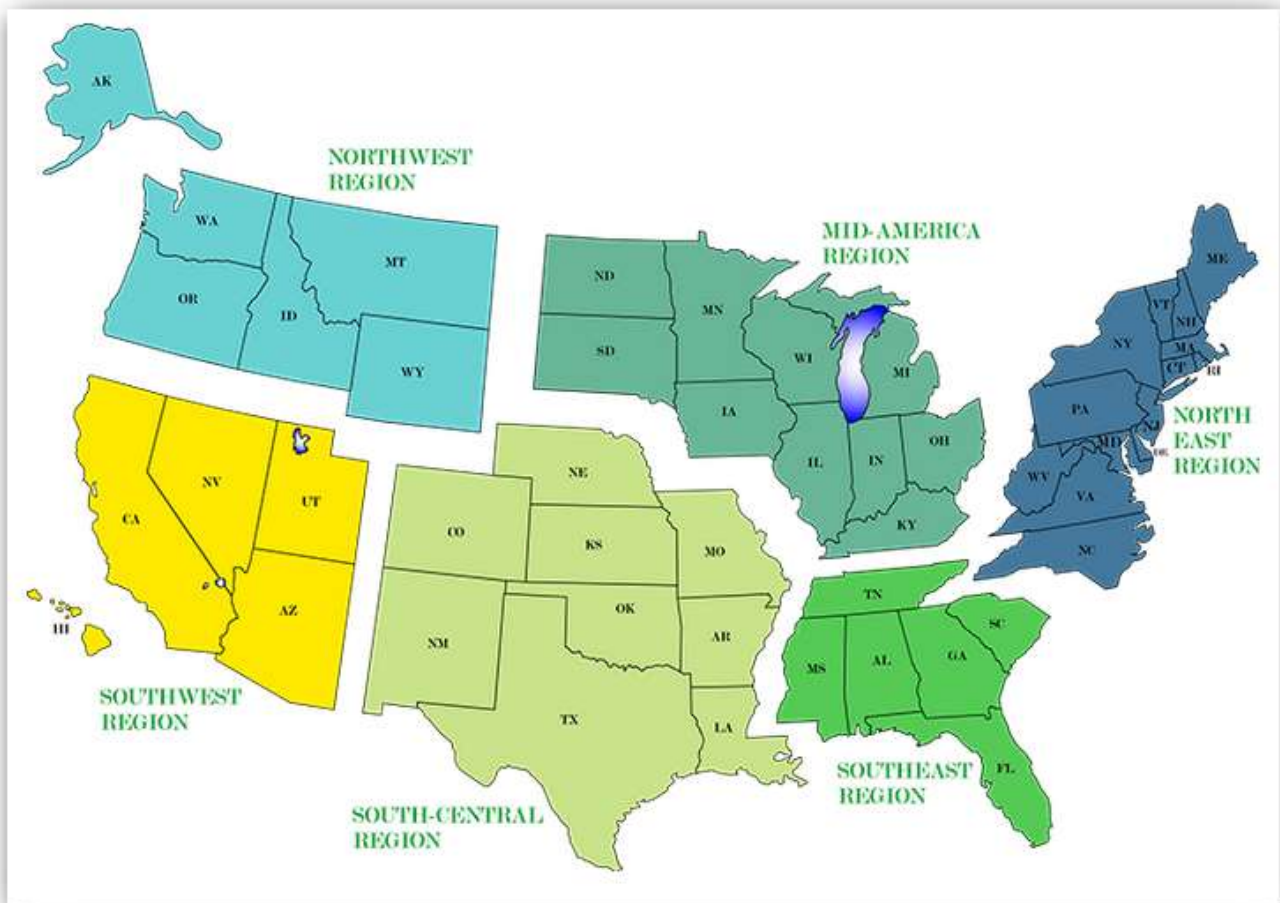 AK
NORTHWEST
REGION
WA
MT
OR
ID
WY
MID-AMERICA
REGION
ND
MN
SD
WI
MI
IA
IL
IN
OH
KY
ME
VT
NH
NY
MA
CT
RI
PA
NJ
MD
DE
WV
VA
NC
NORTH
EAST
REGION
CA
NV
UT
AZ
HI
SOUTHWEST
REGION
NE
CO
KS
MO
OK
NM
AR
TX
LA
SOUTH-CENTRAL
REGION
TN
SC
MS
AL
GA
FL
SOUTHEAST
REGION